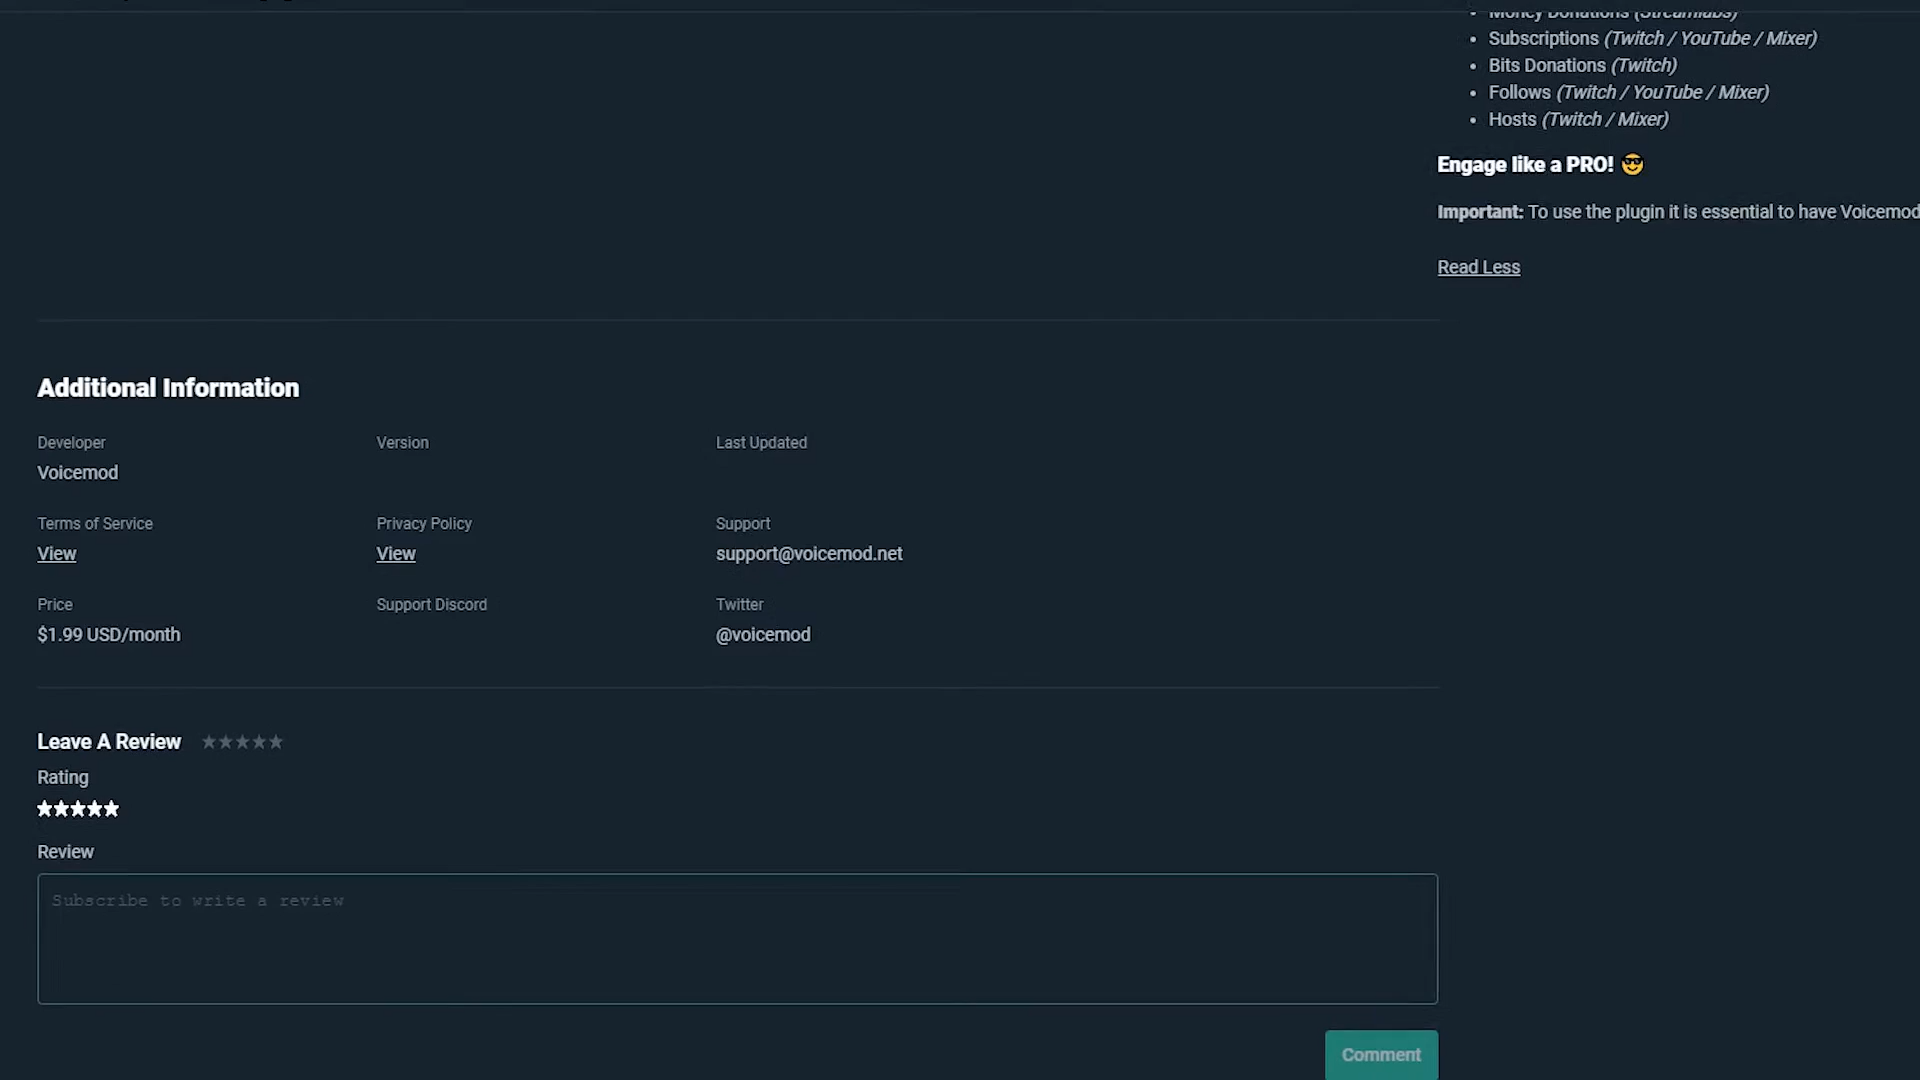 Money Donations (Streamlabs)
Subscriptions (Twitch / YouTube / Mixer)
Bits Donations (Twitch)
Follows (Twitch / YouTube / Mixer)
Hosts (Twitch / Mixer)
Engage like a PRO! 😎
Important: To use the plugin it is essential to have Voicemod
Read Less
Additional Information
Developer
Version
Last Updated
Voicemod
Terms of Service
Privacy Policy
Support
View
View
support@voicemod.net
Price
Support Discord
Twitter
$1.99 USD/month
@voicemod
Leave A Review
Rating
Review
Subscribe to write a review
Comment